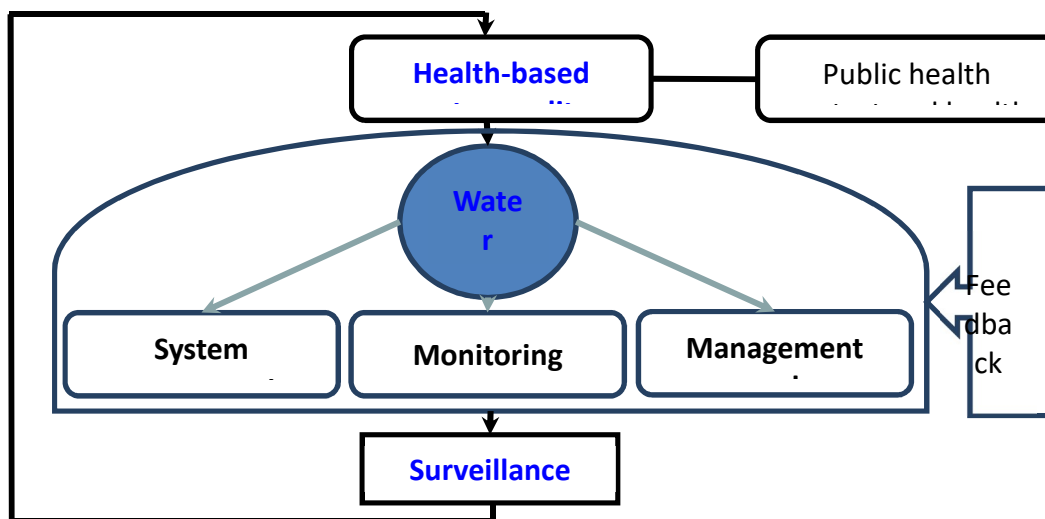 Health-based
Public health
Wate
r
System
Monitoring
Management
Fee
dba
ck
Surveillance